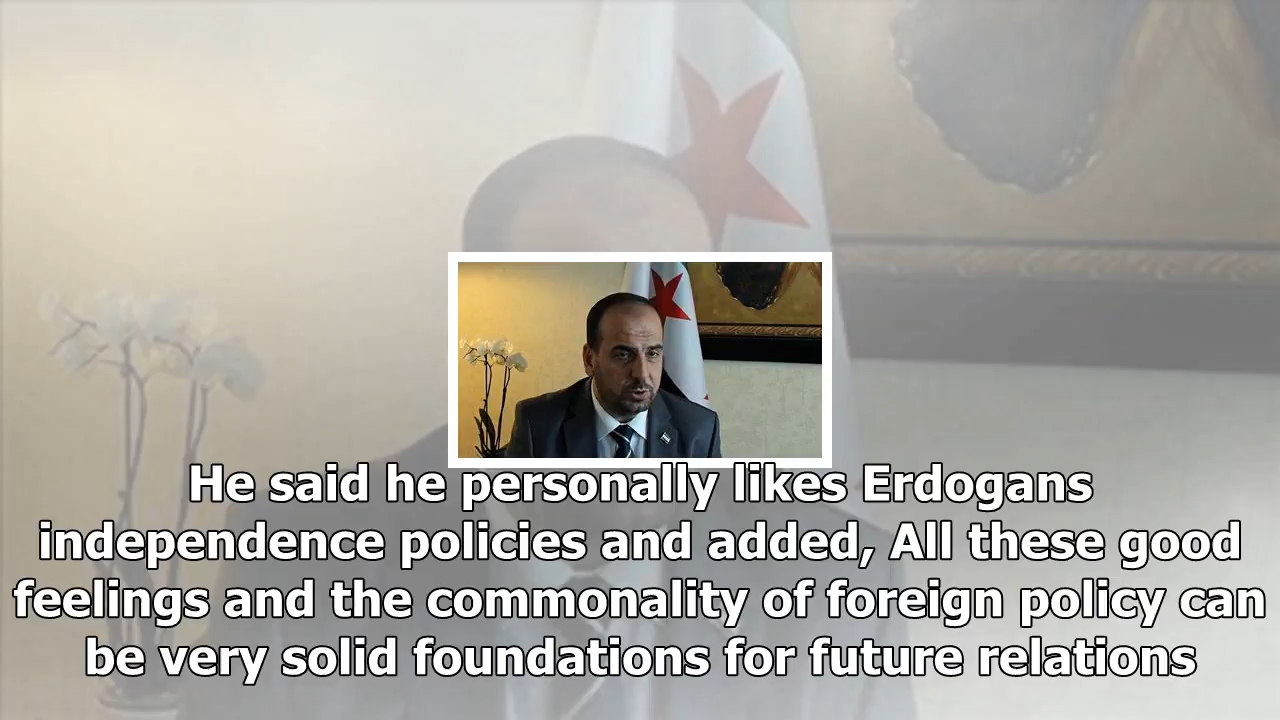 He said he personally likes Erdogans
independence policies and added, All these good
feelings and the commonality of foreign policy can
be very solid foundations for future relations